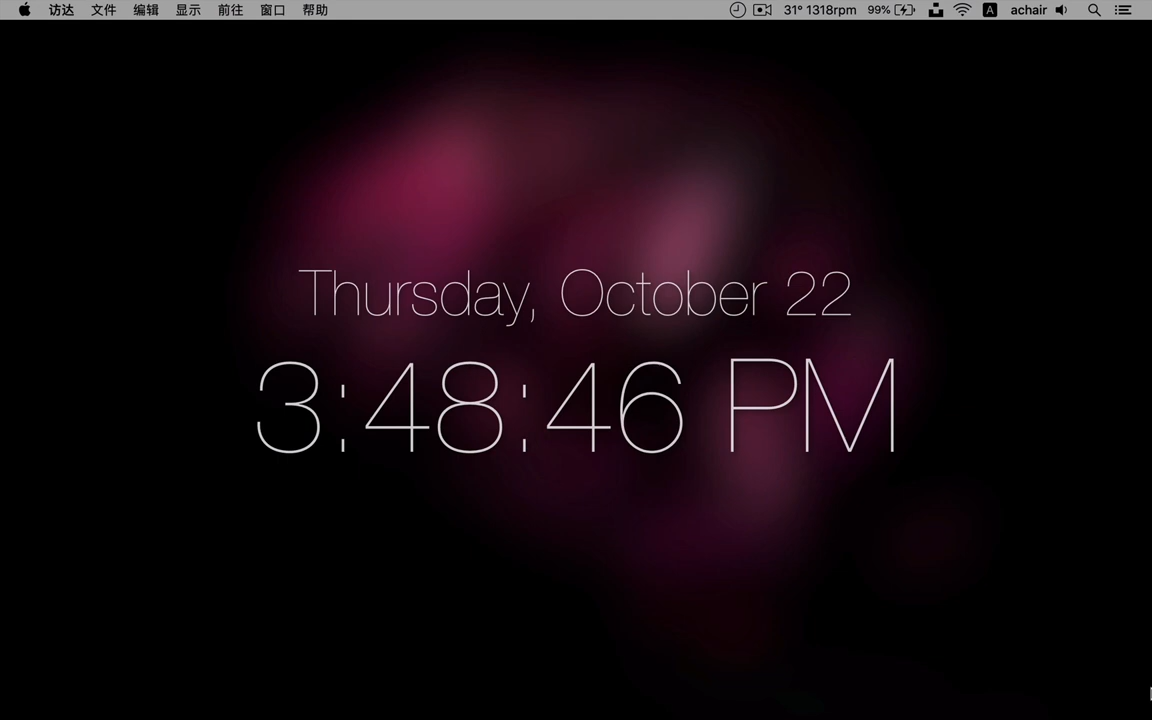 访达 文件 编辑 显示 前往 窗口 帮助 31° 1318rpm 99% A achair
Thursday, October 22
3:48:46 PM